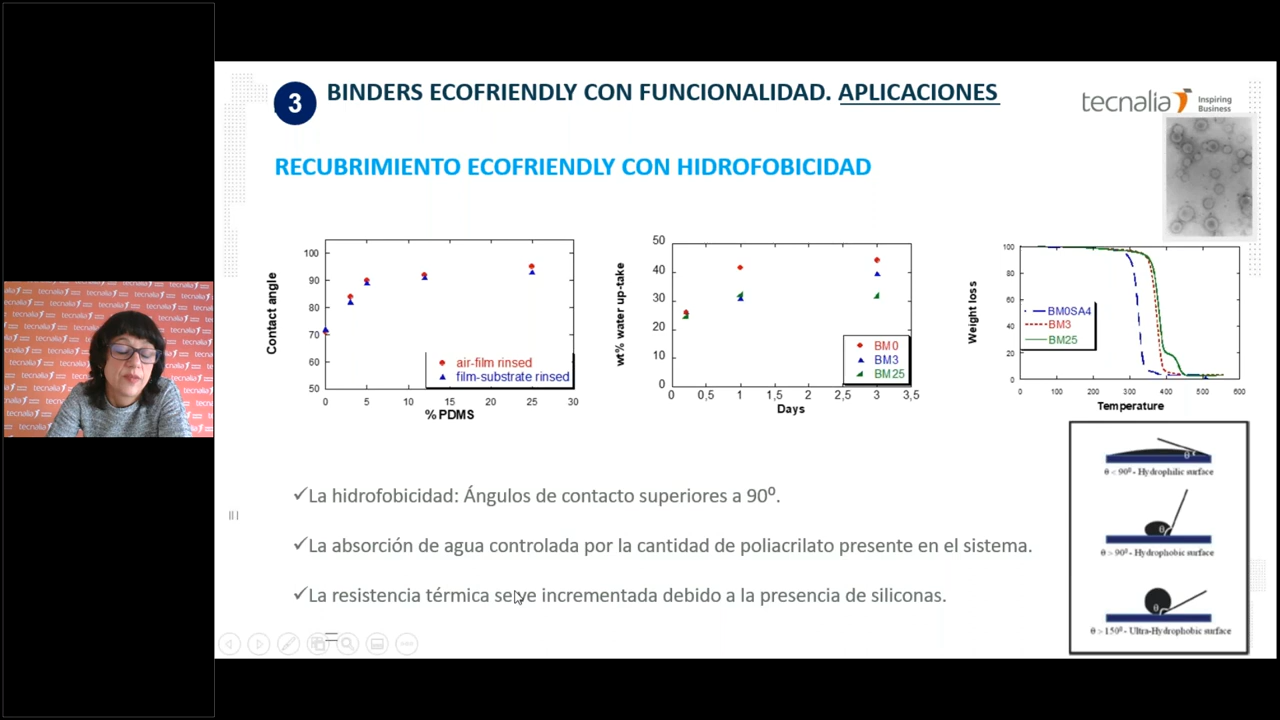 3
BINDERS ECOFRIENDLY CON FUNCIONALIDAD. APLICACIONES
tecnalia Inspiring Business
RECUBRIMIENTO ECOFRIENDLY CON HIDROFOBICIDAD
Contact angle
100
90
80
70
60
50
0 5 10 15 20 25 30
% PDMS
air-film rinsed
film-substrate rinsed
wt% water up-take
50
40
30
20
10
0
0 0,5 1 1,5 2 2,5 3 3,5
Days
BM0
BM3
BM25
Weight loss
100
80
60
40
20
0
0 100 200 300 400 500 600
Temperature
BM0SA4
BM3
BM25
θ
θ < 90º - Hydrophilic surface
θ
θ > 90º - Hydrophobic surface
θ
θ > 150º - Ultra-Hydrophobic surface
✓La hidrofobicidad: Ángulos de contacto superiores a 90º.
✓La absorción de agua controlada por la cantidad de poliacrilato presente en el sistema.
✓La resistencia térmica se ve incrementada debido a la presencia de siliconas.
tecnalia